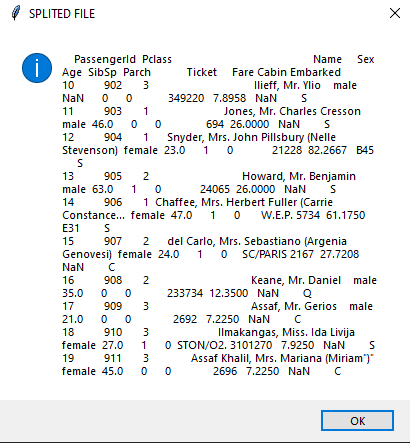 SPLITED FILE
PassengerId Pclass Name Sex
Age SibSp Parch Ticket Fare Cabin Embarked
10 902 3 Ilieff, Mr. Ylio male
NaN 0 0 349220 7.8958 NaN S
11 903 1 Jones, Mr. Charles Cresson
male 46.0 0 0 694 26.0000 NaN S
12 904 1 Snyder, Mrs. John Pillsbury (Nelle
Stevenson) female 23.0 1 0 21228 82.2667 B45
S
13 905 2 Howard, Mr. Benjamin
male 63.0 1 0 24065 26.0000 NaN S
14 906 1 Chaffee, Mrs. Herbert Fuller (Carrie
Constance... female 47.0 1 0 W.E.P. 5734 61.1750
E31 S
15 907 2 del Carlo, Mrs. Sebastiano (Argenia
Genovesi) female 24.0 1 0 SC/PARIS 2167 27.7208
NaN C
16 908 2 Keane, Mr. Daniel male
35.0 0 0 233734 12.3500 NaN Q
17 909 3 Assaf, Mr. Gerios male
21.0 0 0 2692 7.2250 NaN C
18 910 3 Ilmakangas, Miss. Ida Livija
female 27.0 1 0 STON/O2. 3101270 7.9250 NaN S
19 911 3 Assaf Khalil, Mrs. Mariana (Miriam")"
female 45.0 0 0 2696 7.2250 NaN C
OK